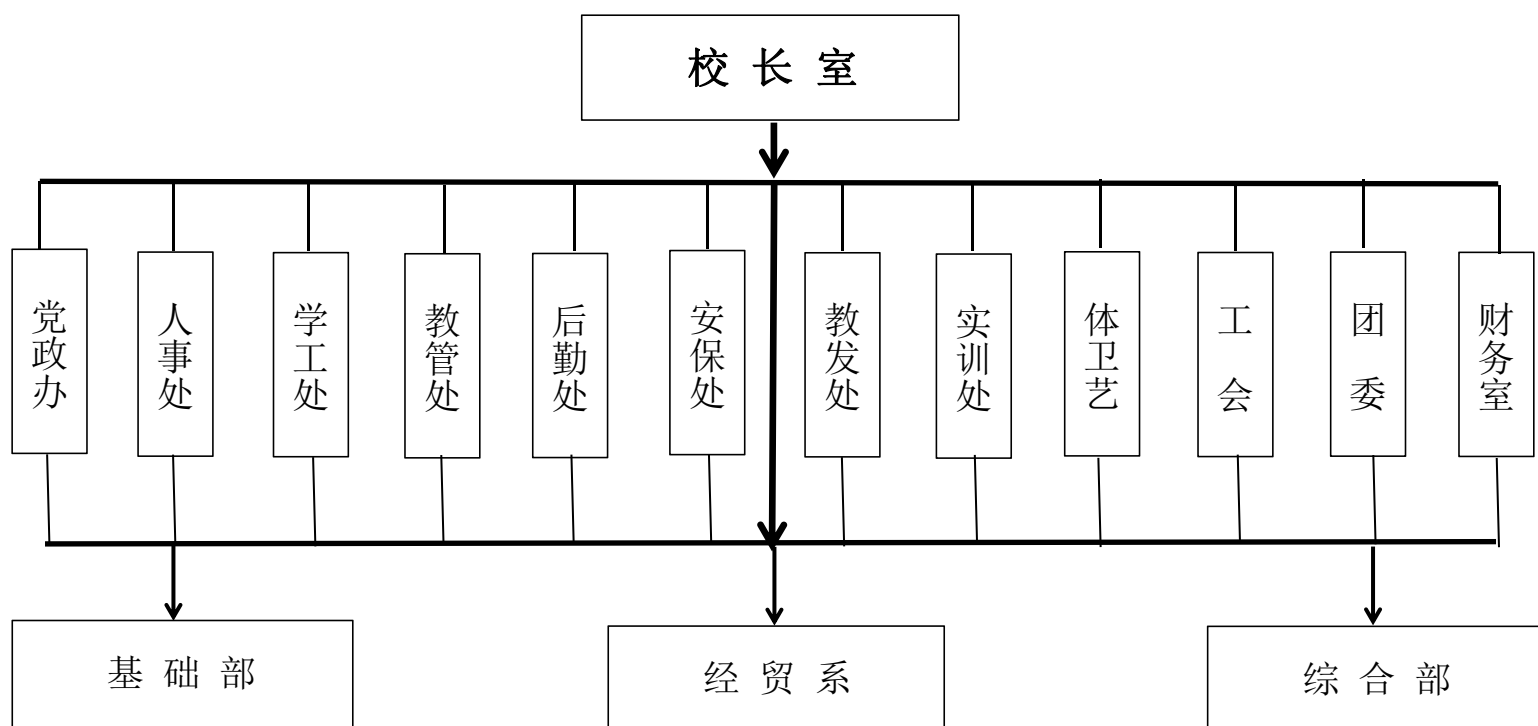 校长室
党政办
人事处
学工处
教管处
后勤处
安保处
教发处
实训处
体卫艺
工会
团委
财务室
基础部
经贸系
综合部